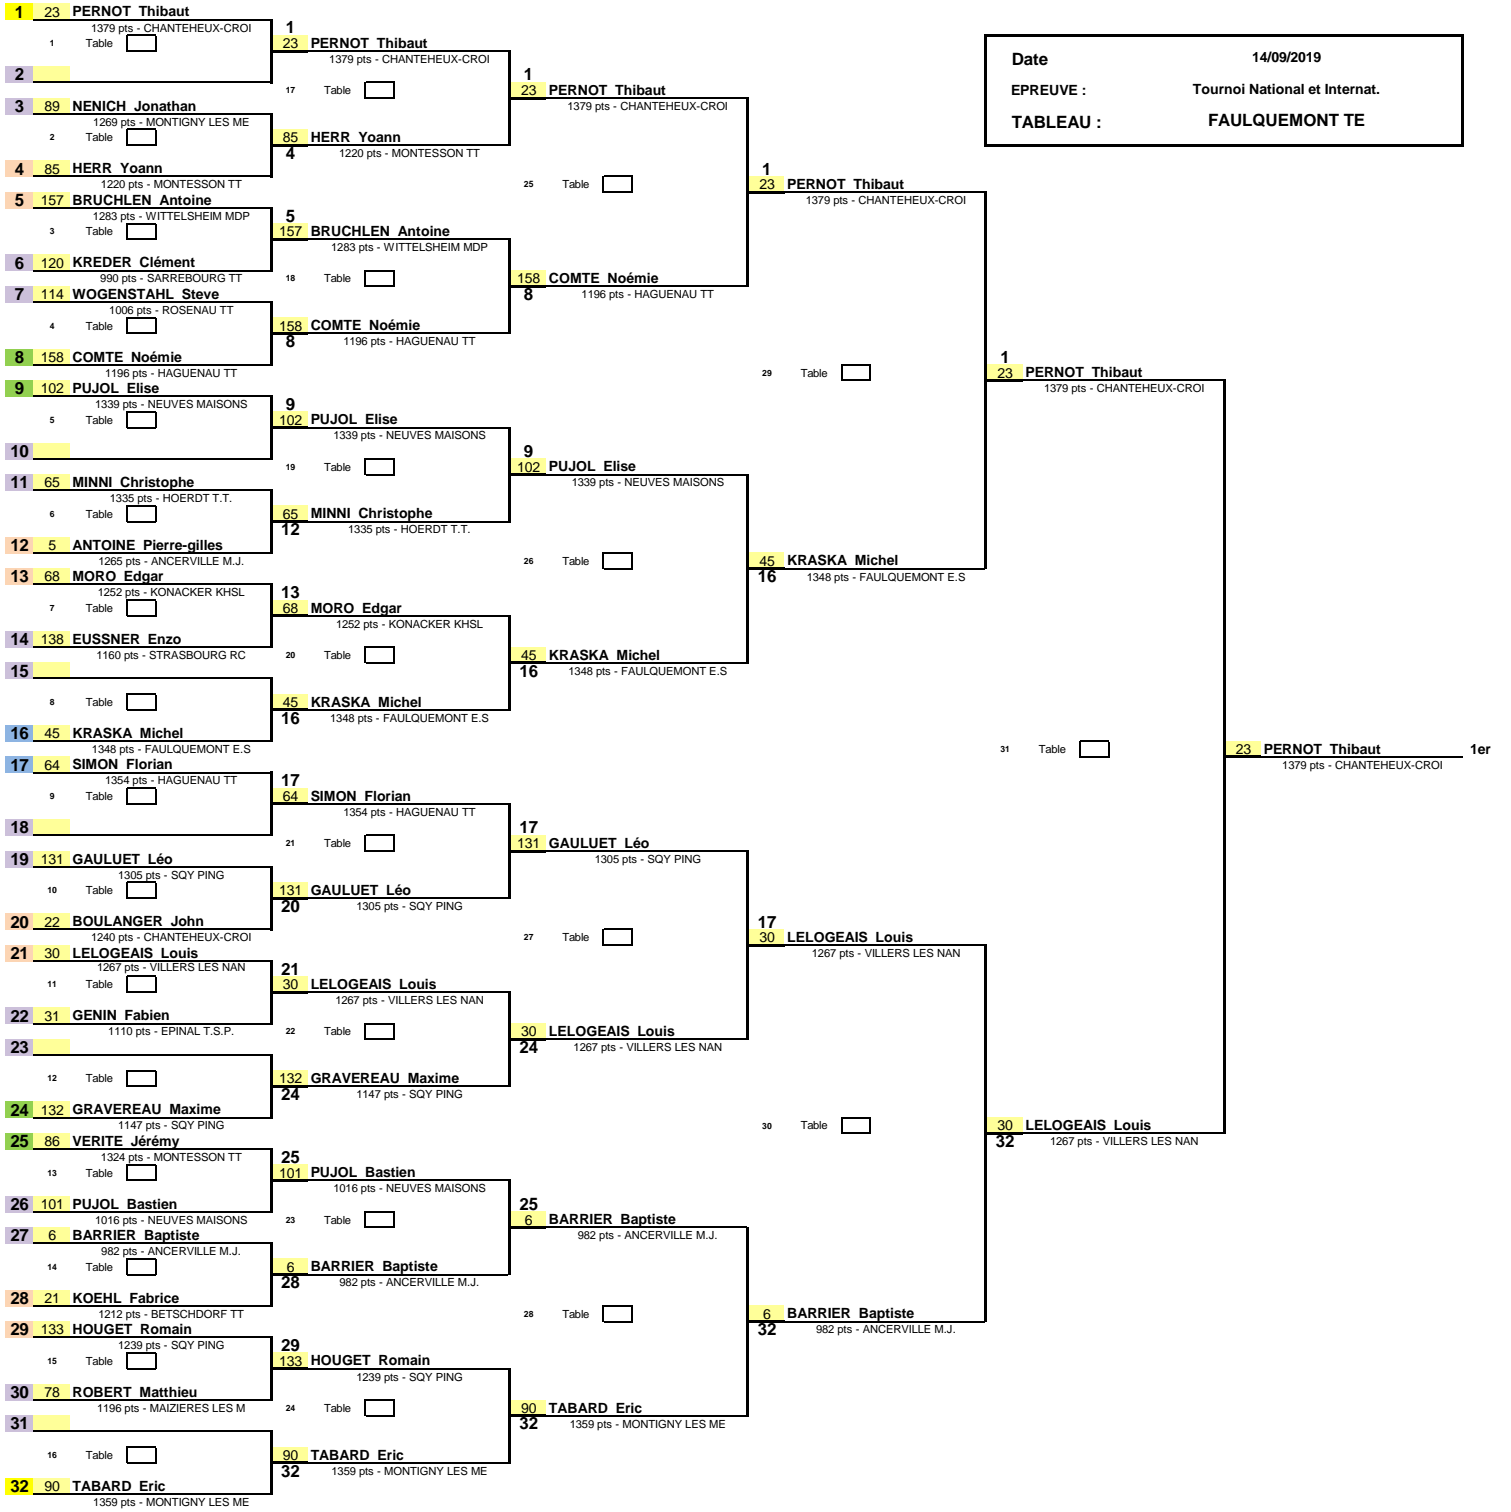 Date 14/09/2019
EPREUVE : Tournoi National et Internat.
TABLEAU : FAULQUEMONT TE
1 23 PERNOT Thibaut
1379 pts - CHANTEHEUX-CROI
1 Table
2
3 89 NENICH Jonathan
1269 pts - MONTIGNY LES ME
2 Table
4 85 HERR Yoann
1220 pts - MONTESSON TT
5 157 BRUCHLEN Antoine
1283 pts - WITTELSHEIM MDP
3 Table
6 120 KREDER Clément
990 pts - SARREBOURG TT
7 114 WOGENSTAHL Steve
1006 pts - ROSENAU TT
4 Table
8 158 COMTE Noémie
1196 pts - HAGUENAU TT
9 102 PUJOL Elise
1339 pts - NEUVES MAISONS
5 Table
10
11 65 MINNI Christophe
1335 pts - HOERDT T.T.
6 Table
12 5 ANTOINE Pierre-gilles
1265 pts - ANCERVILLE M.J.
13 68 MORO Edgar
1252 pts - KONACKER KHSL
7 Table
14 138 EUSSNER Enzo
1160 pts - STRASBOURG RC
15
8 Table
16 45 KRASKA Michel
1348 pts - FAULQUEMONT E.S
17 64 SIMON Florian
1354 pts - HAGUENAU TT
9 Table
18
19 131 GAULUET Léo
1305 pts - SQY PING
10 Table
20 22 BOULANGER John
1240 pts - CHANTEHEUX-CROI
21 30 LELOGEAIS Louis
1267 pts - VILLERS LES NAN
11 Table
22 31 GENIN Fabien
1110 pts - EPINAL T.S.P.
23
12 Table
24 132 GRAVEREAU Maxime
1147 pts - SQY PING
25 86 VERITE Jérémy
1324 pts - MONTESSON TT
13 Table
26 101 PUJOL Bastien
1016 pts - NEUVES MAISONS
27 6 BARRIER Baptiste
982 pts - ANCERVILLE M.J.
14 Table
28 21 KOEHL Fabrice
1212 pts - BETSCHDORF TT
29 133 HOUGET Romain
1239 pts - SQY PING
15 Table
30 78 ROBERT Matthieu
1196 pts - MAIZIERES LES M
31
16 Table
32 90 TABARD Eric
1359 pts - MONTIGNY LES ME
1
23 PERNOT Thibaut
1379 pts - CHANTEHEUX-CROI
17 Table
85 HERR Yoann
4 1220 pts - MONTESSON TT
5
157 BRUCHLEN Antoine
1283 pts - WITTELSHEIM MDP
18 Table
158 COMTE Noémie
8 1196 pts - HAGUENAU TT
9
102 PUJOL Elise
1339 pts - NEUVES MAISONS
19 Table
65 MINNI Christophe
12 1335 pts - HOERDT T.T.
13
68 MORO Edgar
1252 pts - KONACKER KHSL
20 Table
45 KRASKA Michel
16 1348 pts - FAULQUEMONT E.S
17
64 SIMON Florian
1354 pts - HAGUENAU TT
21 Table
131 GAULUET Léo
20 1305 pts - SQY PING
21
30 LELOGEAIS Louis
1267 pts - VILLERS LES NAN
22 Table
132 GRAVEREAU Maxime
24 1147 pts - SQY PING
25
101 PUJOL Bastien
1016 pts - NEUVES MAISONS
23 Table
6 BARRIER Baptiste
28 982 pts - ANCERVILLE M.J.
29
133 HOUGET Romain
1239 pts - SQY PING
24 Table
90 TABARD Eric
32 1359 pts - MONTIGNY LES ME
1
23 PERNOT Thibaut
1379 pts - CHANTEHEUX-CROI
25 Table
158 COMTE Noémie
8 1196 pts - HAGUENAU TT
9
102 PUJOL Elise
1339 pts - NEUVES MAISONS
26 Table
45 KRASKA Michel
16 1348 pts - FAULQUEMONT E.S
17
131 GAULUET Léo
1305 pts - SQY PING
27 Table
30 LELOGEAIS Louis
24 1267 pts - VILLERS LES NAN
25
6 BARRIER Baptiste
982 pts - ANCERVILLE M.J.
28 Table
90 TABARD Eric
32 1359 pts - MONTIGNY LES ME
1
23 PERNOT Thibaut
1379 pts - CHANTEHEUX-CROI
29 Table
45 KRASKA Michel
16 1348 pts - FAULQUEMONT E.S
17
30 LELOGEAIS Louis
1267 pts - VILLERS LES NAN
30 Table
6 BARRIER Baptiste
32 982 pts - ANCERVILLE M.J.
1
23 PERNOT Thibaut
1379 pts - CHANTEHEUX-CROI
31 Table
30 LELOGEAIS Louis
32 1267 pts - VILLERS LES NAN
23 PERNOT Thibaut 1er
1379 pts - CHANTEHEUX-CROI